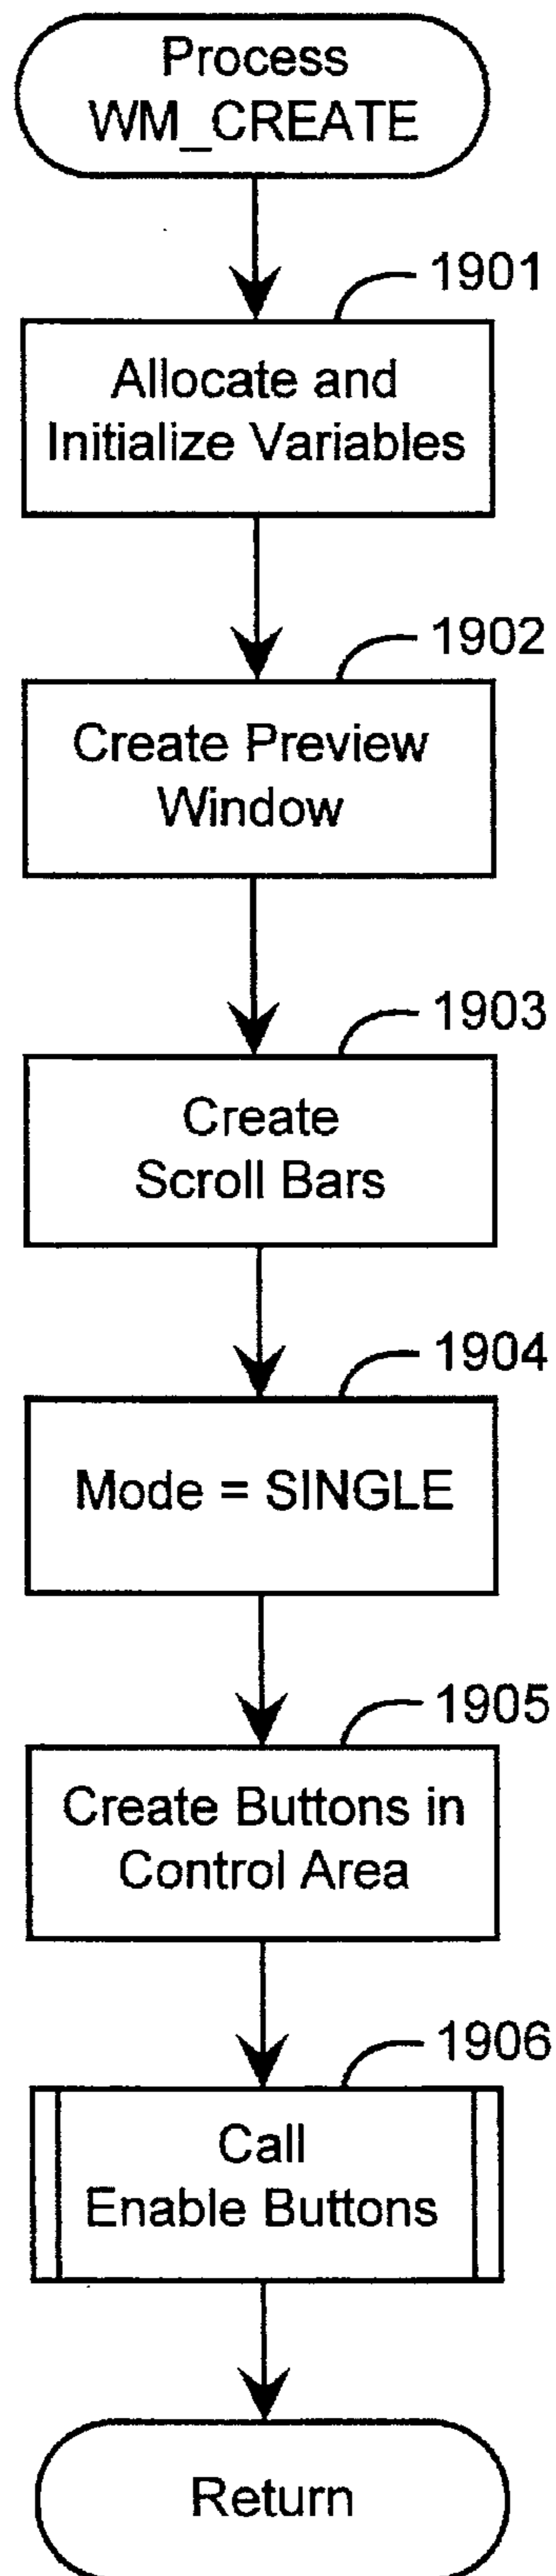 Process
WM_CREATE
1901
Allocate and
Initialize Variables
1902
Create Preview
Window
1903
Create
Scroll Bars
1904
Mode = SINGLE
1905
Create Buttons in
Control Area
1906
Call
Enable Buttons
Return